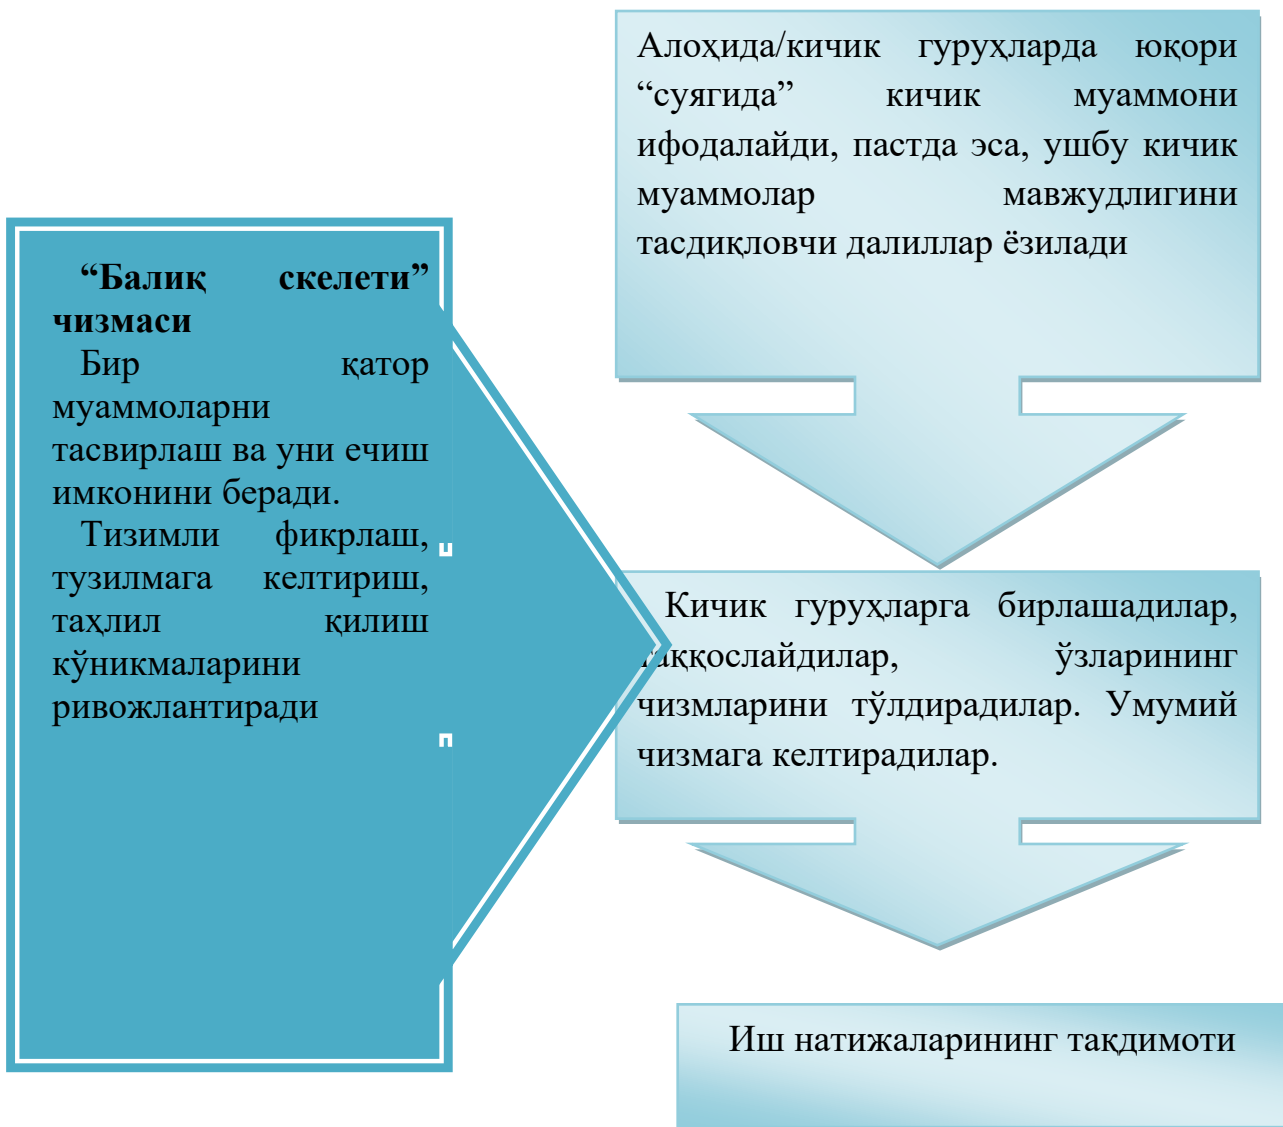 “Балиқ скелети”
чизмаси
Бир қатор
муаммоларни
тасвирлаш ва уни ечиш
имконини беради.
Тизимли фикрлаш,
тузилмага келтириш,
таҳлил қилиш
кўникмаларини
ривожлантиради
Алоҳида/кичик гуруҳларда юқори
“суягида” кичик муаммони
ифодалайди, пастда эса, ушбу кичик
муаммолар мавжудлигини
тасдиқловчи далиллар ёзилади
Кичик гуруҳларга бирлашадилар,
таққослайдилар, ўзларининг
чизмларини тўлдирадилар. Умумий
чизмага келтирадилар.
Иш натижаларининг тақдимоти